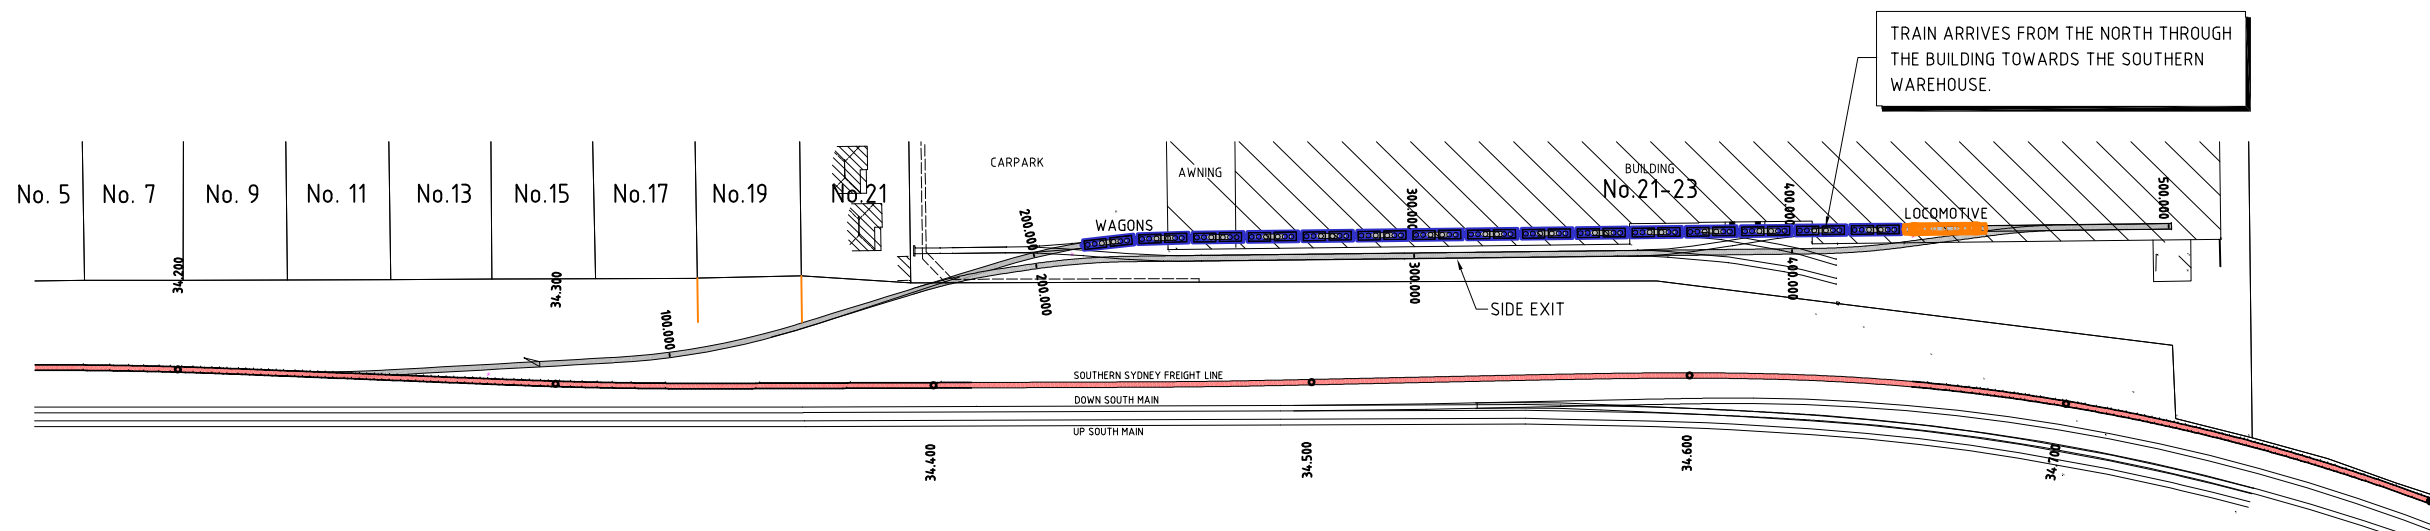 TRAIN ARRIVES FROM THE NORTH THROUGH
THE BUILDING TOWARDS THE SOUTHERN
WAREHOUSE.
CARPARK
AWNING
BUILDING
No.21-23
No. 5
No. 7
No. 9
No. 11
No.13
No.15
No.17
No.19
No.21
WAGONS
LOCOMOTIVE
200.000
300.000
400.000
500.000
34.200
34.300
100.000
200.000
300.000
400.000
SIDE EXIT
SOUTHERN SYDNEY FREIGHT LINE
DOWN SOUTH MAIN
UP SOUTH MAIN
34.400
34.500
34.600
34.700